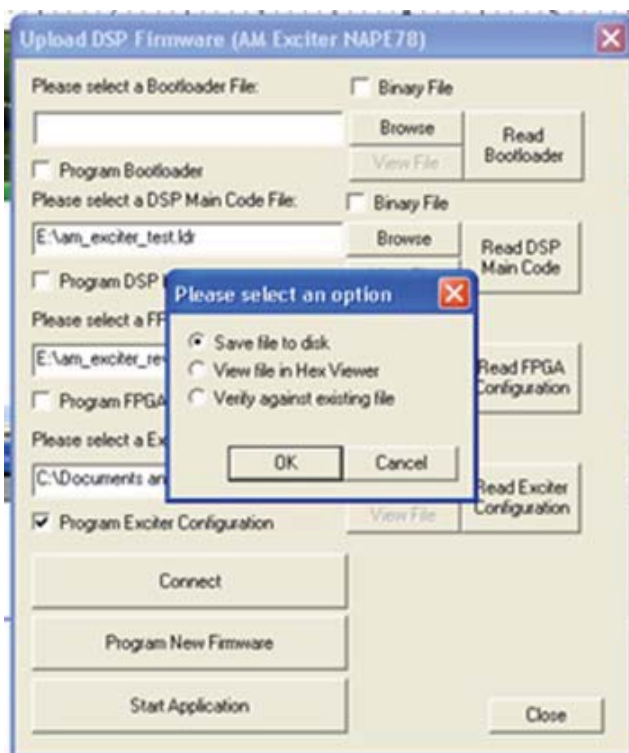 Upload DSP Firmware (AM Exciter NAPE78)
Please select a Bootloader File:
Binary File
Browse
View File
Read
Bootloader
Program Bootloader
Please select a DSP Main Code File:
Binary File
E:\am_exciter_test.ldr
Browse
Read DSP
Main Code
Program DSP
Please select an option
Please select a
Save file to disk
View file in Hex Viewer
Verify against existing file
E:\am_exciter
Read FPGA
Configuration
Program FPGA
Please select a
OK
Cancel
C:\Documents
Read Exciter
Configuration
View File
Program Exciter Configuration
Connect
Program New Firmware
Start Application
Close